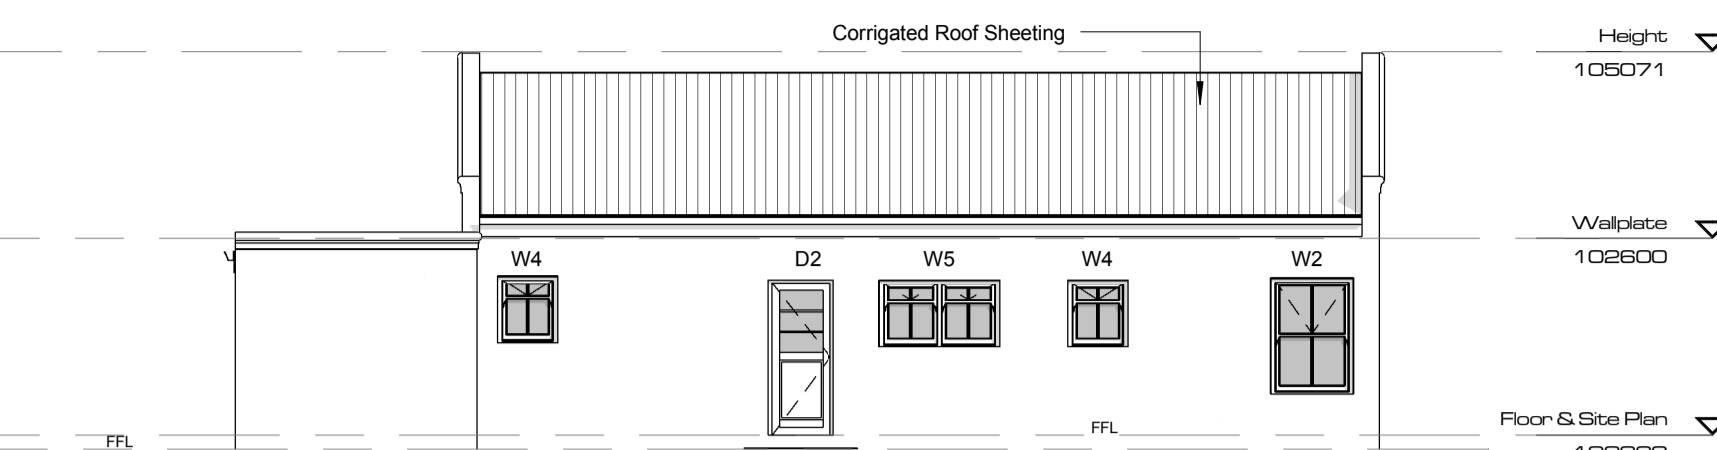 Corrigated Roof Sheeting
Height
105071
Wallplate
102600
W4
D2
W5
W4
W2
Floor & Site Plan
FFL
FFL